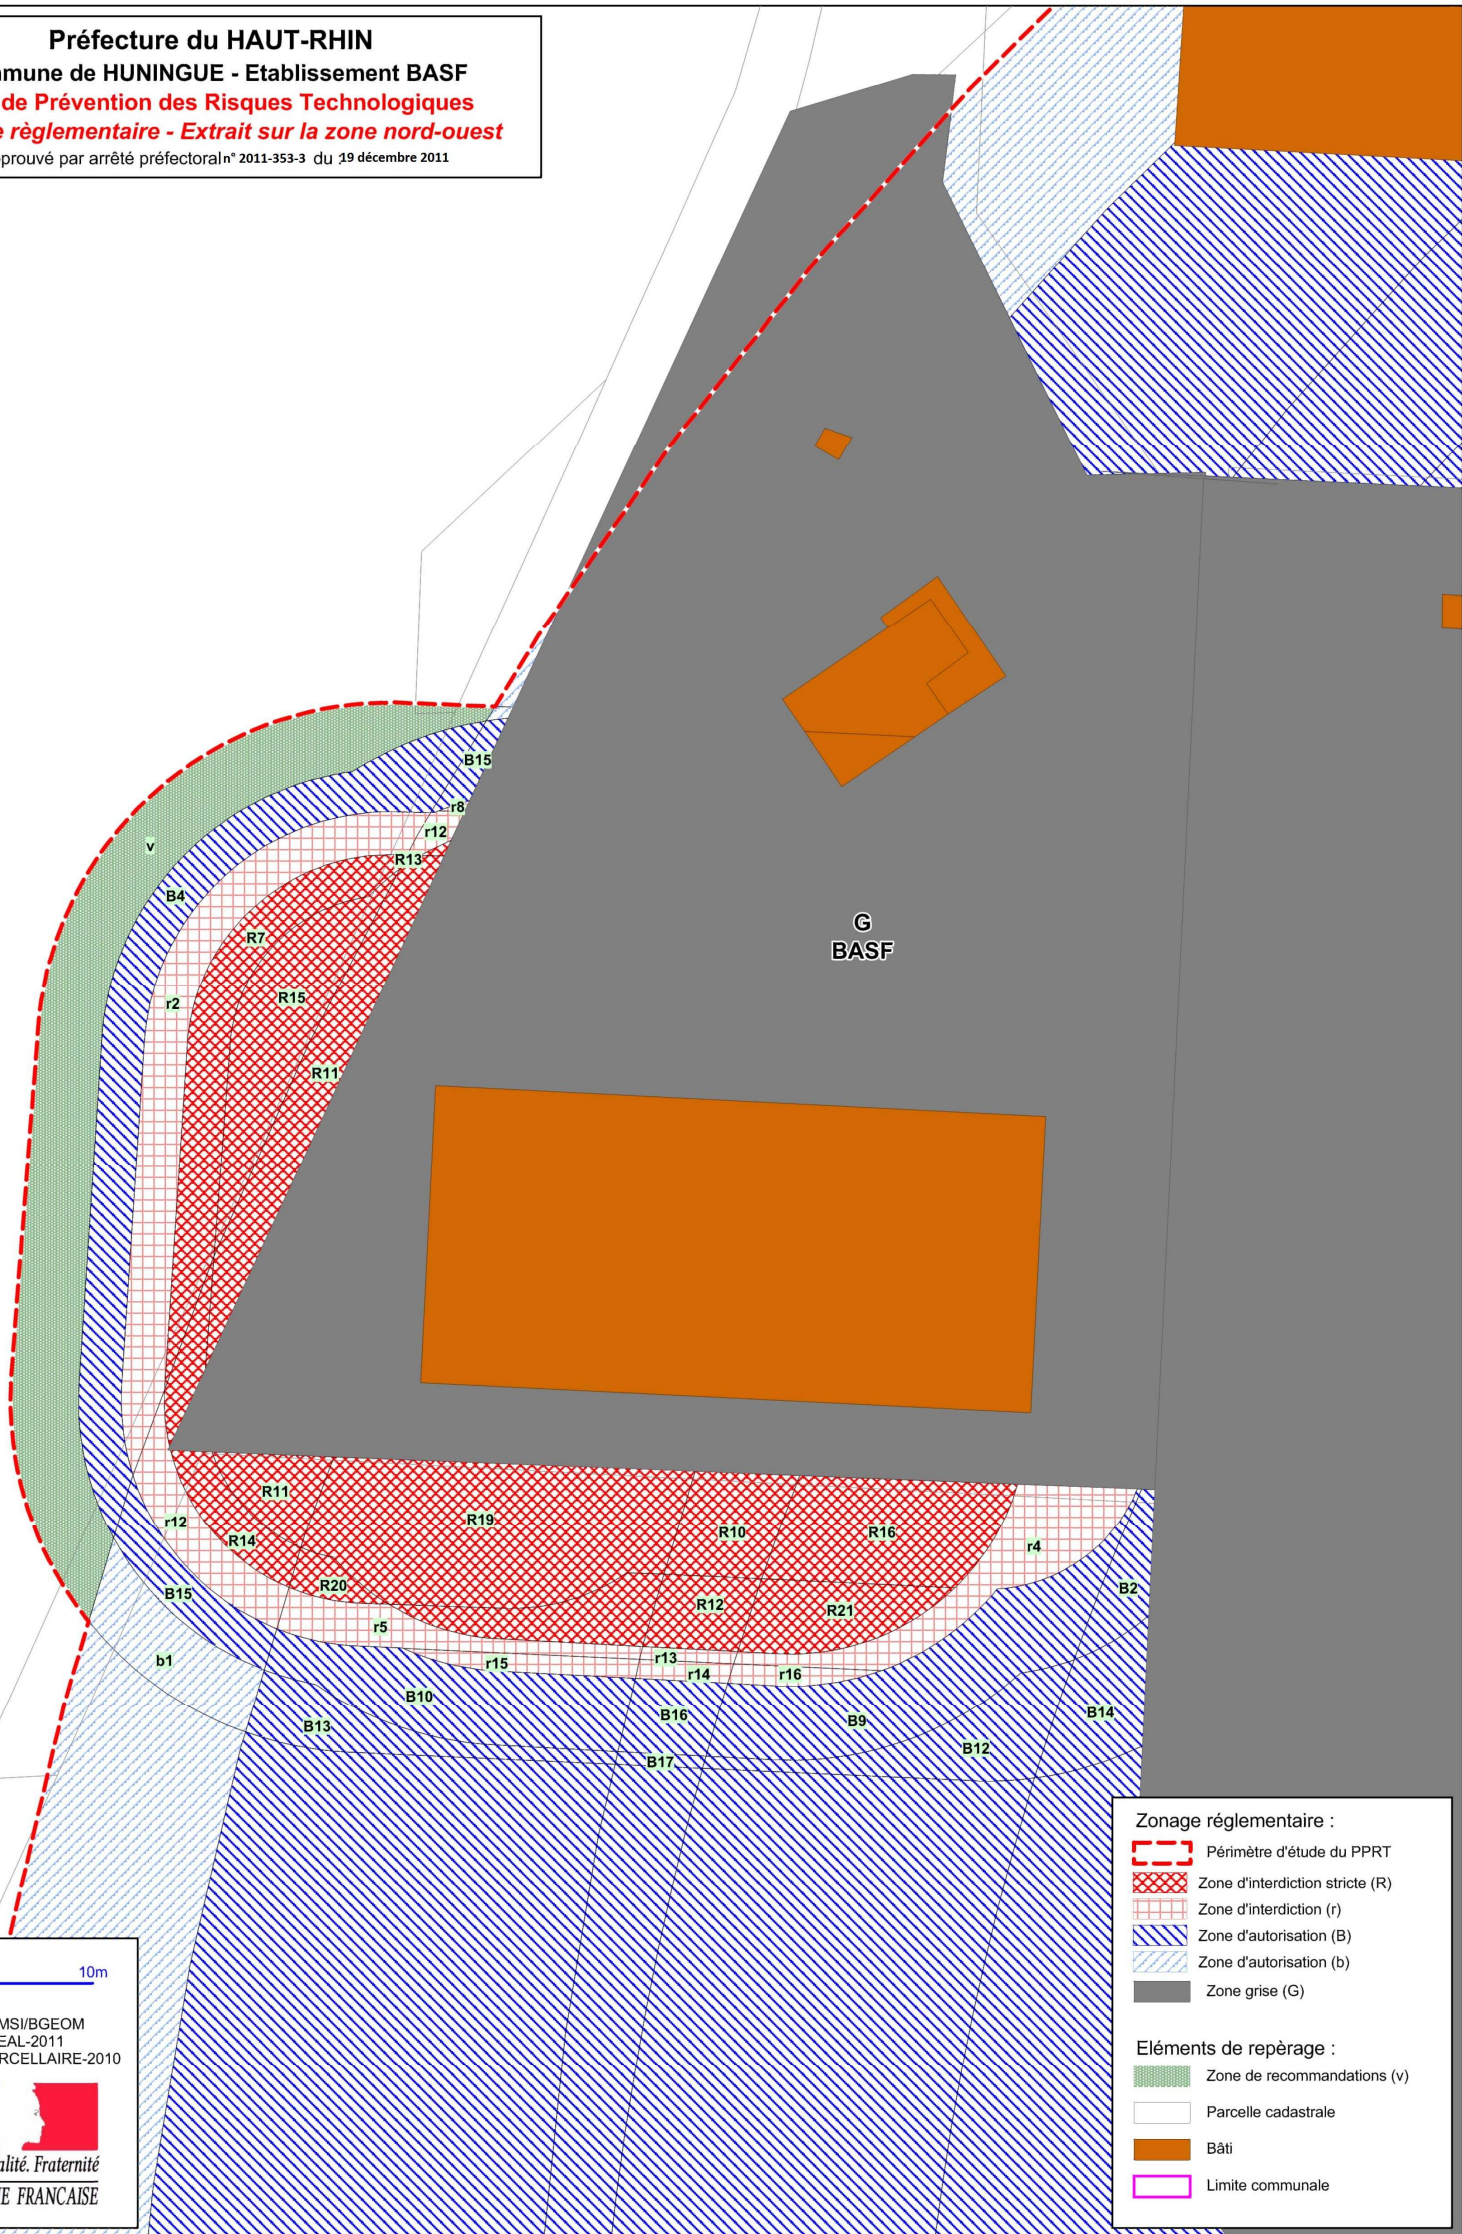 Préfecture du HAUT-RHIN
mune de HUNINGUE - Etablissement BASF
de Prévention des Risques Technologiques
e règlementaire - Extrait sur la zone nord-ouest
prouvé par arrêté préfectoral n° 2011-353-3 du 19 décembre 2011
B15
r8
r12
R13
v
B4
R7
G
BASF
R15
r2
R11
R11
R19
R10
R16
r12
R14
r4
R20
B2
B15
R12
R21
r5
r13
b1
r15
r14
r16
B10
B14
B16
B9
B13
B12
B17
Zonage réglementaire :
Périmètre d'étude du PPRT
Zone d'interdiction stricte (R)
Zone d'interdiction (r)
Zone d'autorisation (B)
Zone d'autorisation (b)
Zone grise (G)
Eléments de repèrage :
Zone de recommandations (v)
Parcelle cadastrale
Bâti
Limite communale
10m
MSI/BGEOM
EAL-2011
RCELLAIRE-2010
alité. Fraternité
E FRANCAISE